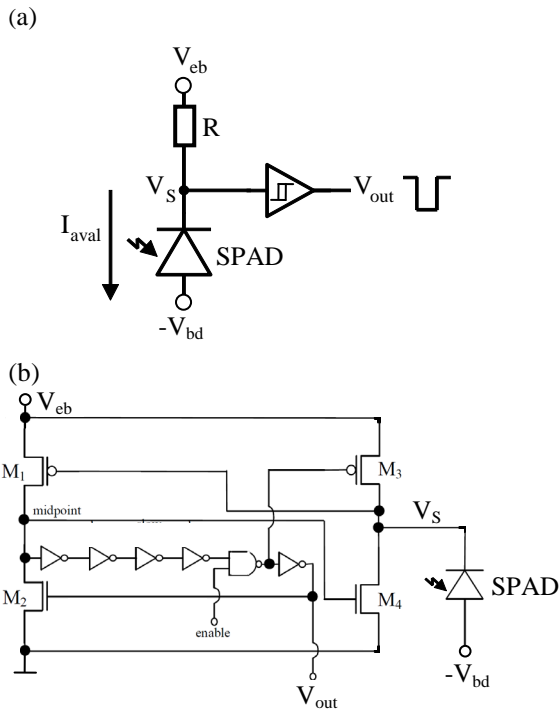 (a)
V_eb
R
V_S
V_out
I_aval
SPAD
-V_bd
(b)
V_eb
M_1
M_3
midpoint
V_S
M_2
M_4
SPAD
enable
V_out
-V_bd